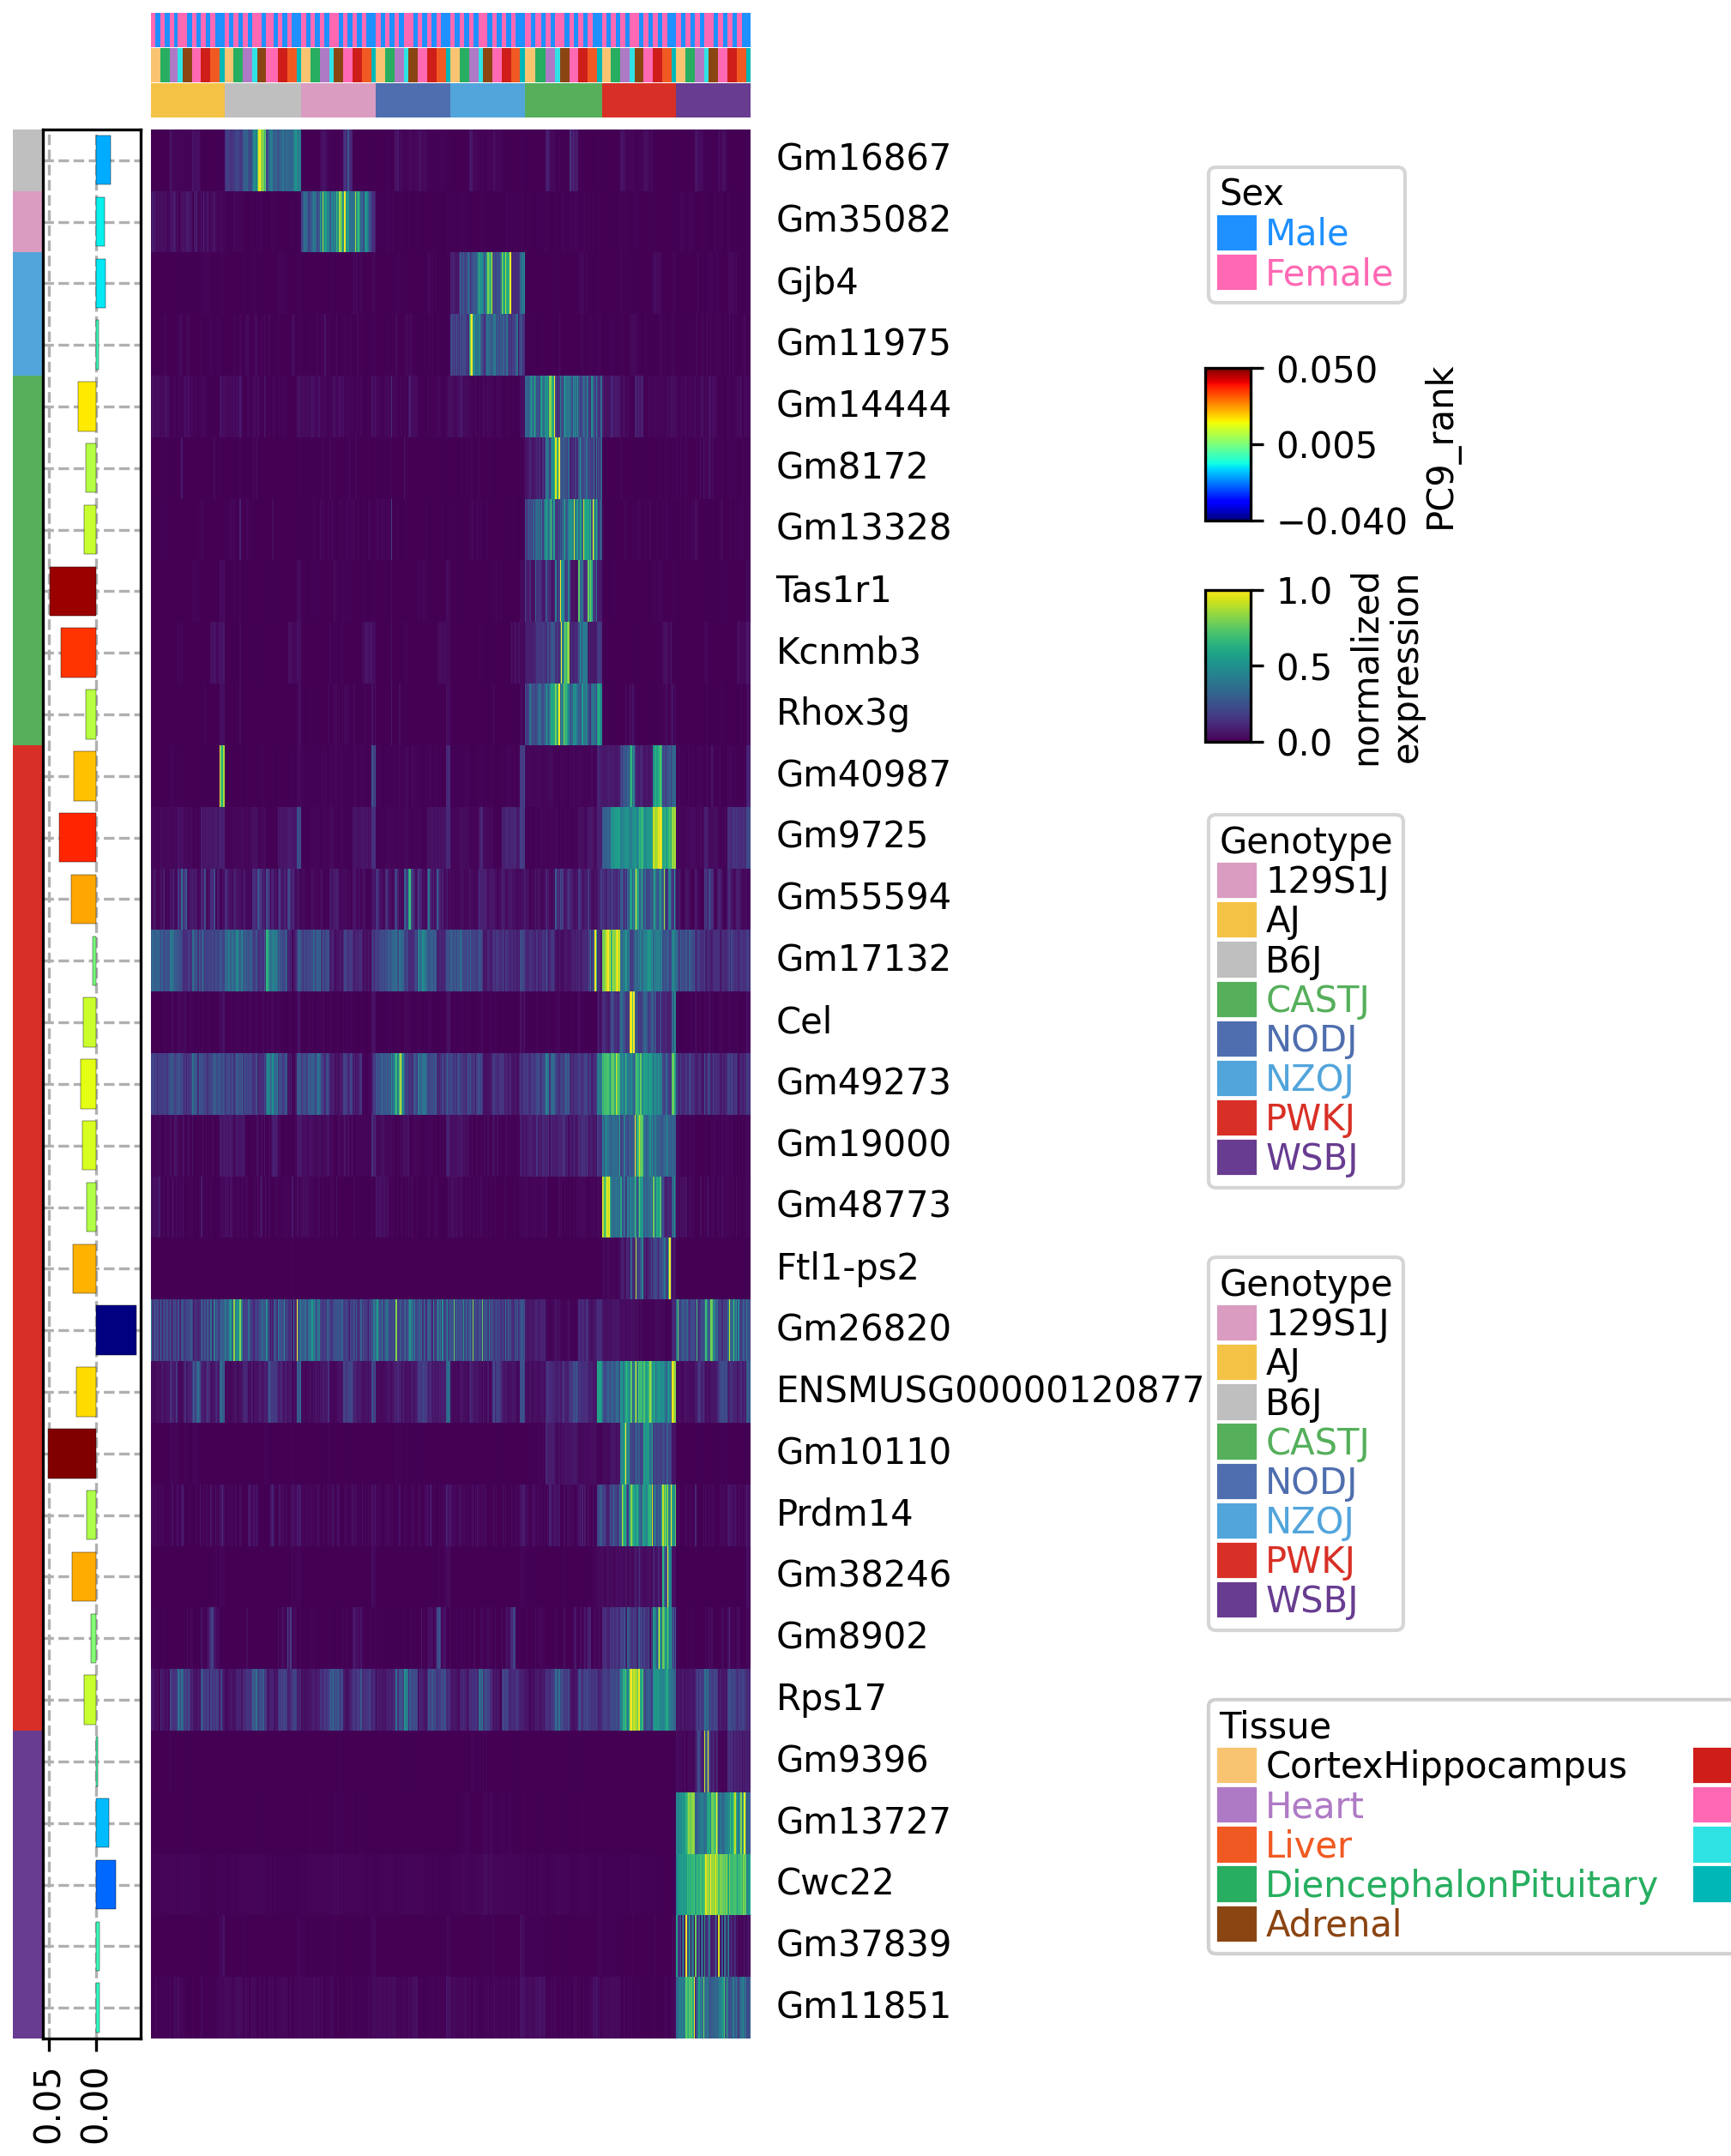 Gm16867
Gm35082
Gjb4
Gm11975
Gm14444
Gm8172
Gm13328
Tas1r1
Kcnmb3
Rhox3g
Gm40987
Gm9725
Gm55594
Gm17132
Cel
Gm49273
Gm19000
Gm48773
Ftl1-ps2
Gm26820
ENSMUSG00000120877
Gm10110
Prdm14
Gm38246
Gm8902
Rps17
Gm9396
Gm13727
Cwc22
Gm37839
Gm11851
0.05
0.00
Sex
Male
Female
0.050
0.005
−0.040
PC9_rank
1.0
0.5
0.0
normalized
expression
Genotype
129S1J
AJ
B6J
CASTJ
NODJ
NZOJ
PWKJ
WSBJ
Genotype
129S1J
AJ
B6J
CASTJ
NODJ
NZOJ
PWKJ
WSBJ
Tissue
CortexHippocampus
Heart
Liver
DiencephalonPituitary
Adrenal